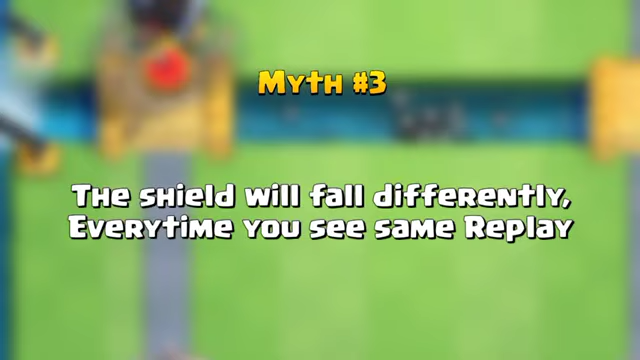 Myth #3
The shield will fall differently,
Everytime you see same Replay